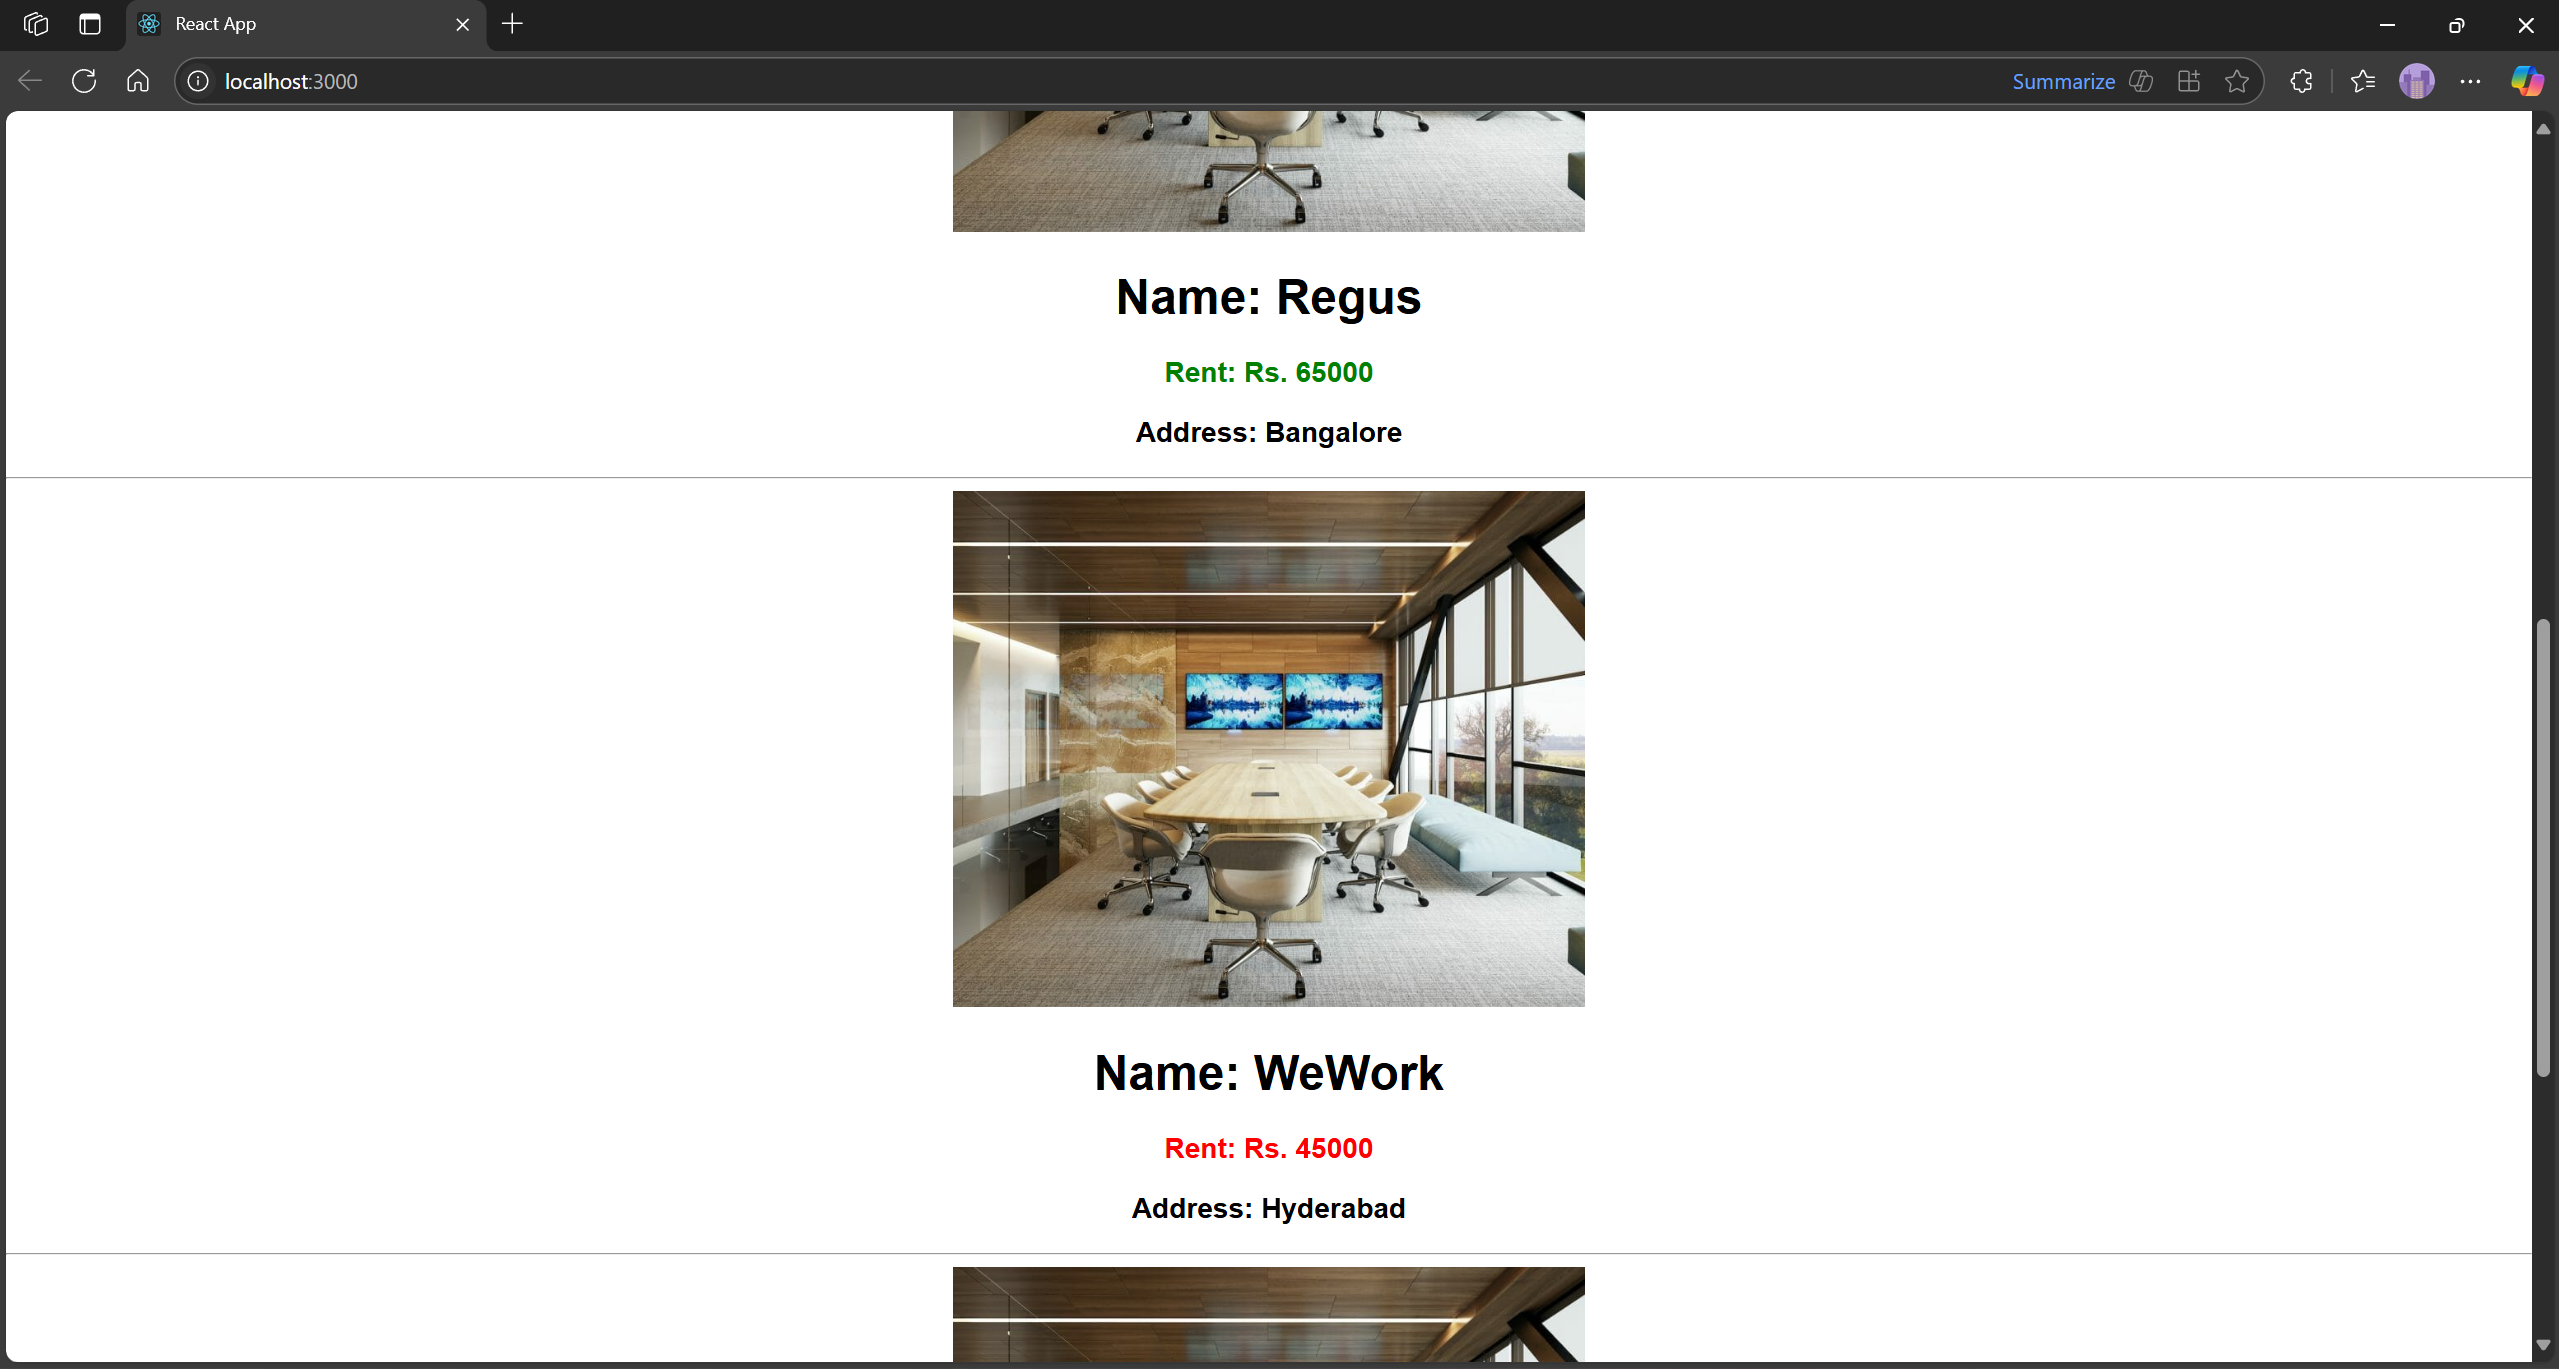 React App
localhost:3000
Summarize
Name: Regus
Rent: Rs. 65000
Address: Bangalore
Name: WeWork
Rent: Rs. 45000
Address: Hyderabad